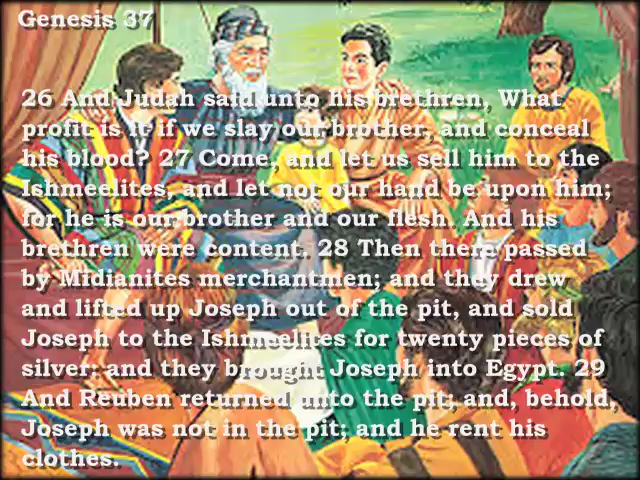 Genesis 37
26 And Judah said unto his brethren, What
profit is it if we slay our brother, and conceal
his blood? 27 Come, and let us sell him to the
Ishmeelites, and let not our hand be upon him;
for he is our brother and our flesh. And his
brethren were content. 28 Then there passed
by Midianites merchantmen; and they drew
and lifted up Joseph out of the pit, and sold
Joseph to the Ishmeelites for twenty pieces of
silver: and they brought Joseph into Egypt. 29
And Reuben returned unto the pit; and, behold,
Joseph was not in the pit; and he rent his
clothes.